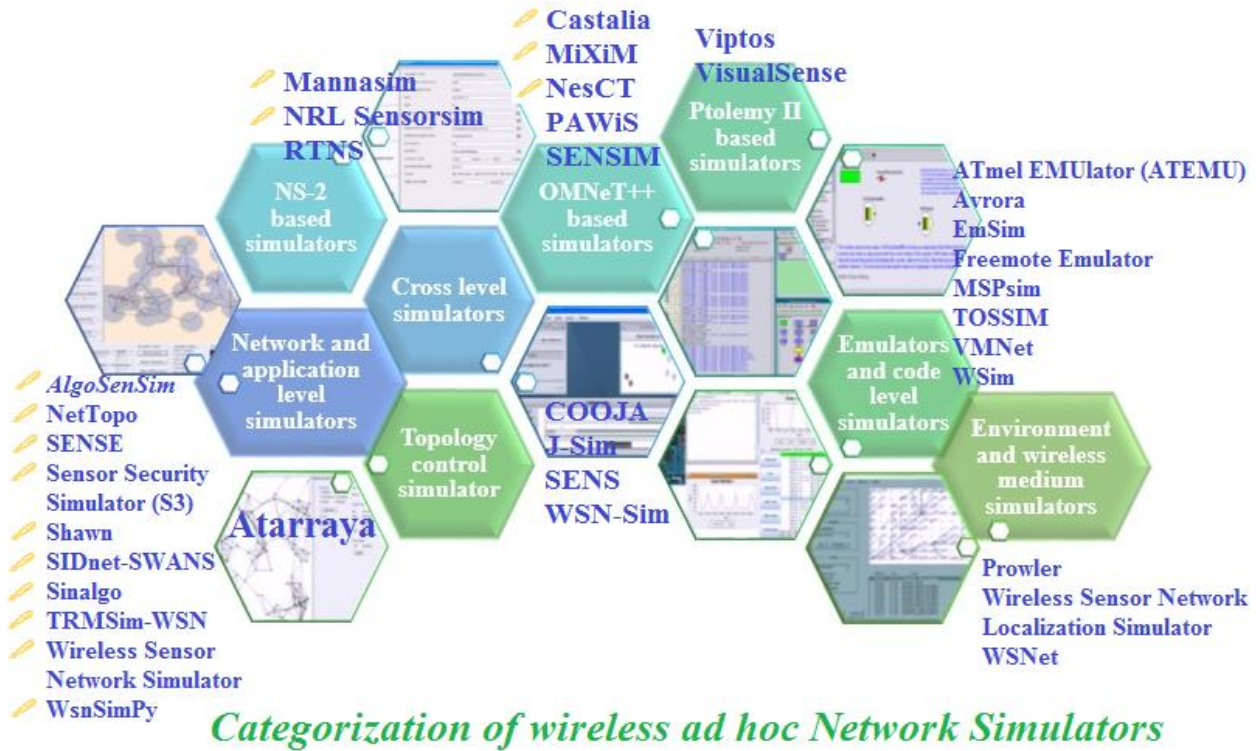 Castalia
MiXiM
NesCT
PAWiS
SENSIM
OMNeT++
based
simulators
Viptos
VisualSense
Ptolemy II
based
simulators
Mannasim
NRL Sensorsim
RTNS
NS-2
based
simulators
ATmel EMUlator (ATEMU)
Avrora
EmSim
Freemote Emulator
MSPsim
TOSSIM
VMNet
WSim
Emulators
and code
level
simulators
Cross level
simulators
Network and
application
level
simulators
AlgoSenSim
NetTopo
SENSE
Sensor Security
Simulator (S3)
Shawn
SIDnet-SWANS
Sinalgo
TRMSim-WSN
Wireless Sensor
Network Simulator
WsnSimPy
Topology
control
simulator
Atarraya
COOJA
J-Sim
SENS
WSN-Sim
Environment
and wireless
medium
simulators
Prowler
Wireless Sensor Network
Localization Simulator
WSNet
Categorization of wireless ad hoc Network Simulators